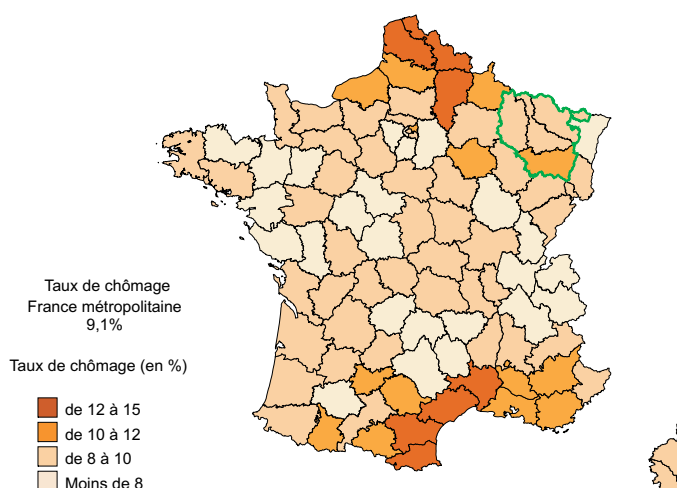 Taux de chômage
France métropolitaine
9,1%
Taux de chômage (en %)
de 12 à 15
de 10 à 12
de 8 à 10
Moins de 8